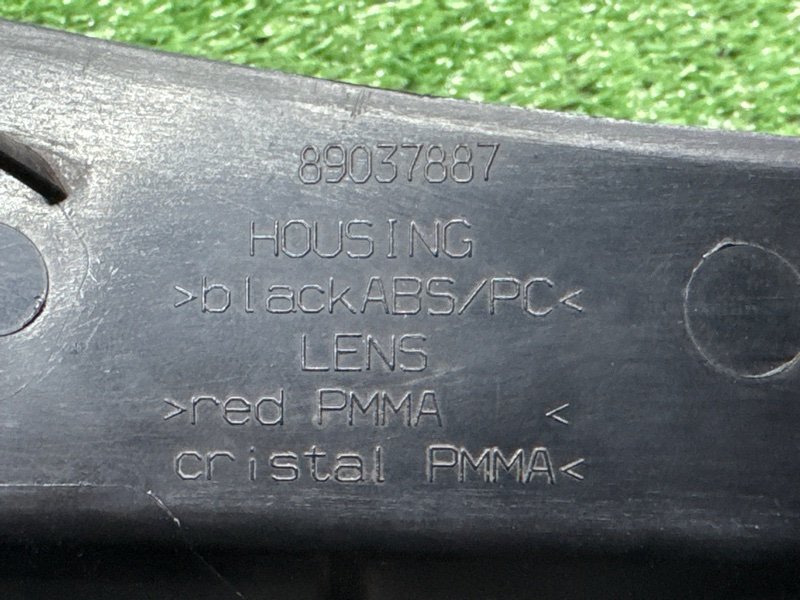 89037887
HOUSING
>blackABS/PC<
LENS
>red PMMA <
cristal PMMA<